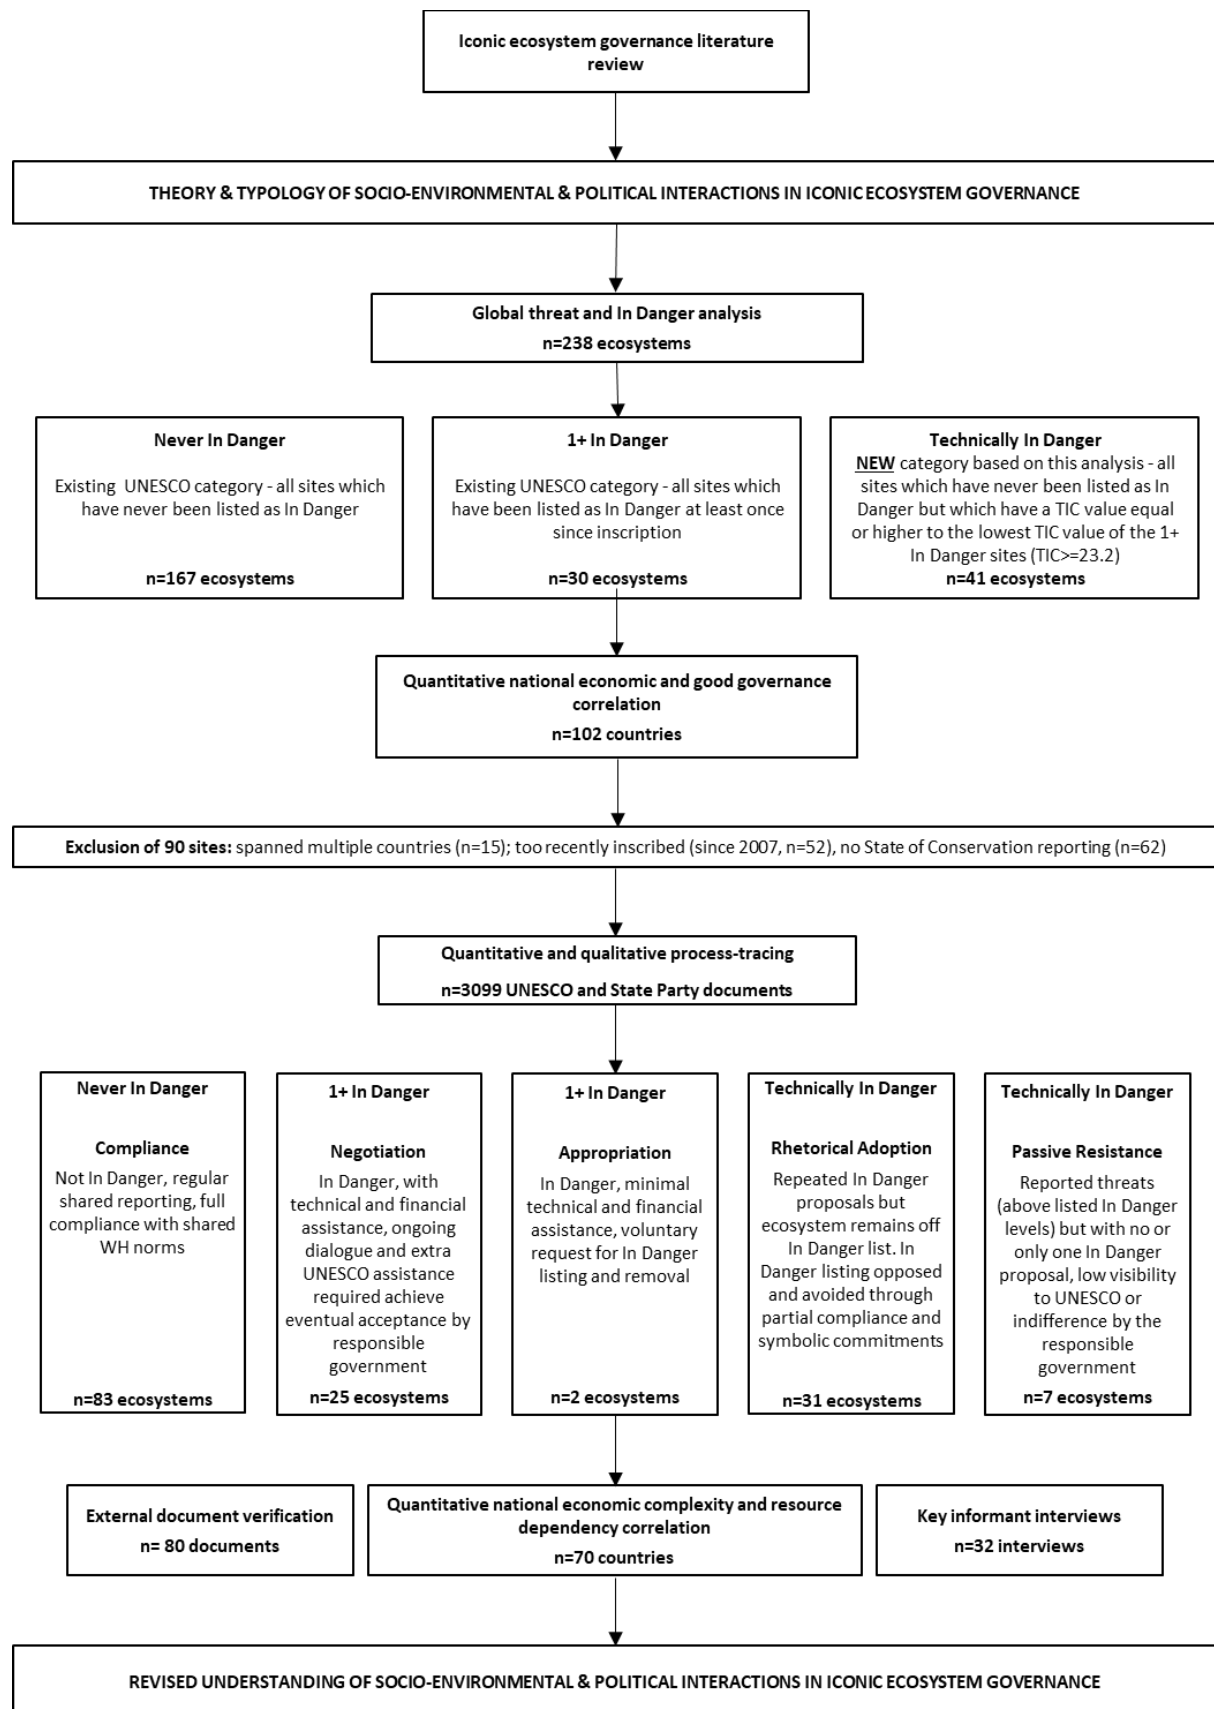 Iconic ecosystem governance literature
review
THEORY & TYPOLOGY OF SOCIO-ENVIRONMENTAL & POLITICAL INTERACTIONS IN ICONIC ECOSYSTEM GOVERNANCE
Global threat and In Danger analysis
n=238 ecosystems
Never In Danger
Existing UNESCO category - all sites which
have never been listed as In Danger
n=167 ecosystems
1+ In Danger
Existing UNESCO category - all sites which
have been listed as In Danger at least once
since inscription
n=30 ecosystems
Technically In Danger
NEW category based on this analysis - all
sites which have never been listed as In
Danger but which have a TIC value equal
or higher to the lowest TIC value of the 1+
In Danger sites (TIC>=23.2)
n=41 ecosystems
Quantitative national economic and good governance
correlation
n=102 countries
Exclusion of 90 sites: spanned multiple countries (n=15); too recently inscribed (since 2007, n=52), no State of Conservation reporting (n=62)
Quantitative and qualitative process-tracing
n=3099 UNESCO and State Party documents
Never In Danger
Compliance
Not In Danger, regular
shared reporting, full
compliance with shared
WH norms
n=83 ecosystems
1+ In Danger
Negotiation
In Danger, with
technical and financial
assistance, ongoing
dialogue and extra
UNESCO assistance
required achieve
eventual acceptance by
responsible
government
n=25 ecosystems
1+ In Danger
Appropriation
In Danger, minimal
technical and financial
assistance, voluntary
request for In Danger
listing and removal
n=2 ecosystems
Technically In Danger
Rhetorical Adoption
Repeated In Danger
proposals but
ecosystem remains off
In Danger list. In
Danger listing opposed
and avoided through
partial compliance and
symbolic commitments
n=31 ecosystems
Technically In Danger
Passive Resistance
Reported threats
(above listed In Danger
levels) but with no or
only one In Danger
proposal, low visibility
to UNESCO or
indifference by the
responsible
government
n=7 ecosystems
External document verification
n= 80 documents
Quantitative national economic complexity and resource
dependency correlation
n=70 countries
Key informant interviews
n=32 interviews
REVISED UNDERSTANDING OF SOCIO-ENVIRONMENTAL & POLITICAL INTERACTIONS IN ICONIC ECOSYSTEM GOVERNANCE